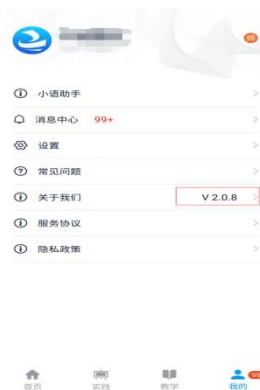 师
小语助手
消息中心 99+
设置
常见问题
关于我们 V 2.0.8
服务协议
隐私政策
首页 实践 教学 我的